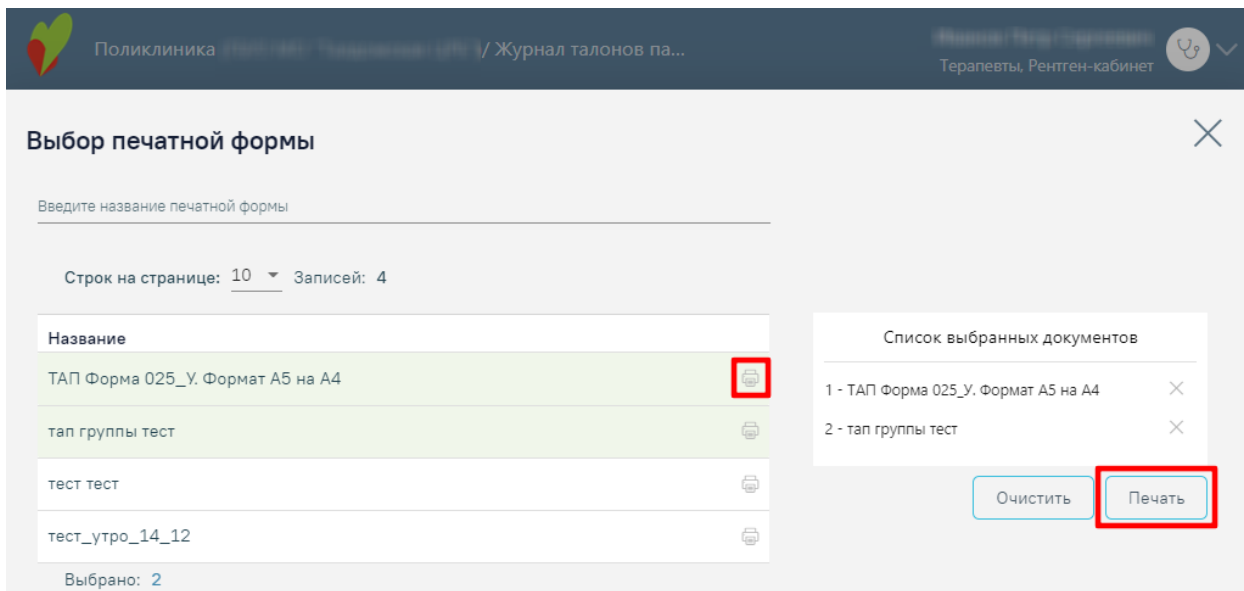 Поликлиника / Журнал талонов па...
Терапевты, Рентген-кабинет
Выбор печатной формы
Введите название печатной формы
Строк на странице: 10 Записей: 4
Название
ТАП Форма 025_У. Формат А5 на А4
тап группы тест
тест тест
тест_утро_14_12
Выбрано: 2
Список выбранных документов
1 - ТАП Форма 025_У. Формат А5 на А4
2 - тап группы тест
Очистить Печать